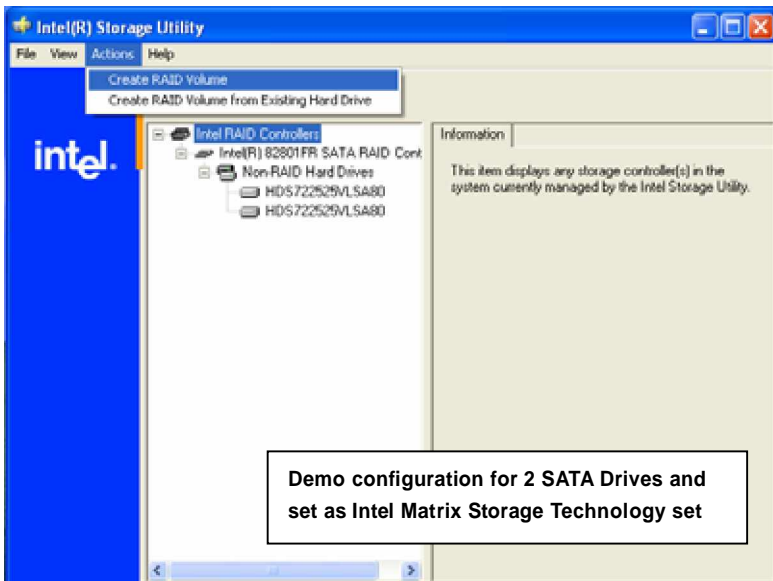 Intel(R) Storage Utility
File View Actions Help
Create RAID Volume
Create RAID Volume from Existing Hard Drive
intel.
Intel RAID Controllers
Intel(R) 82801FR SATA RAID Cont
Non-RAID Hard Drives
HDS722525VLSA80
HDS722525VLSA80
Information
This item displays any storage controller(s) in the
system currently managed by the Intel Storage Utility.
Demo configuration for 2 SATA Drives and
set as Intel Matrix Storage Technology set